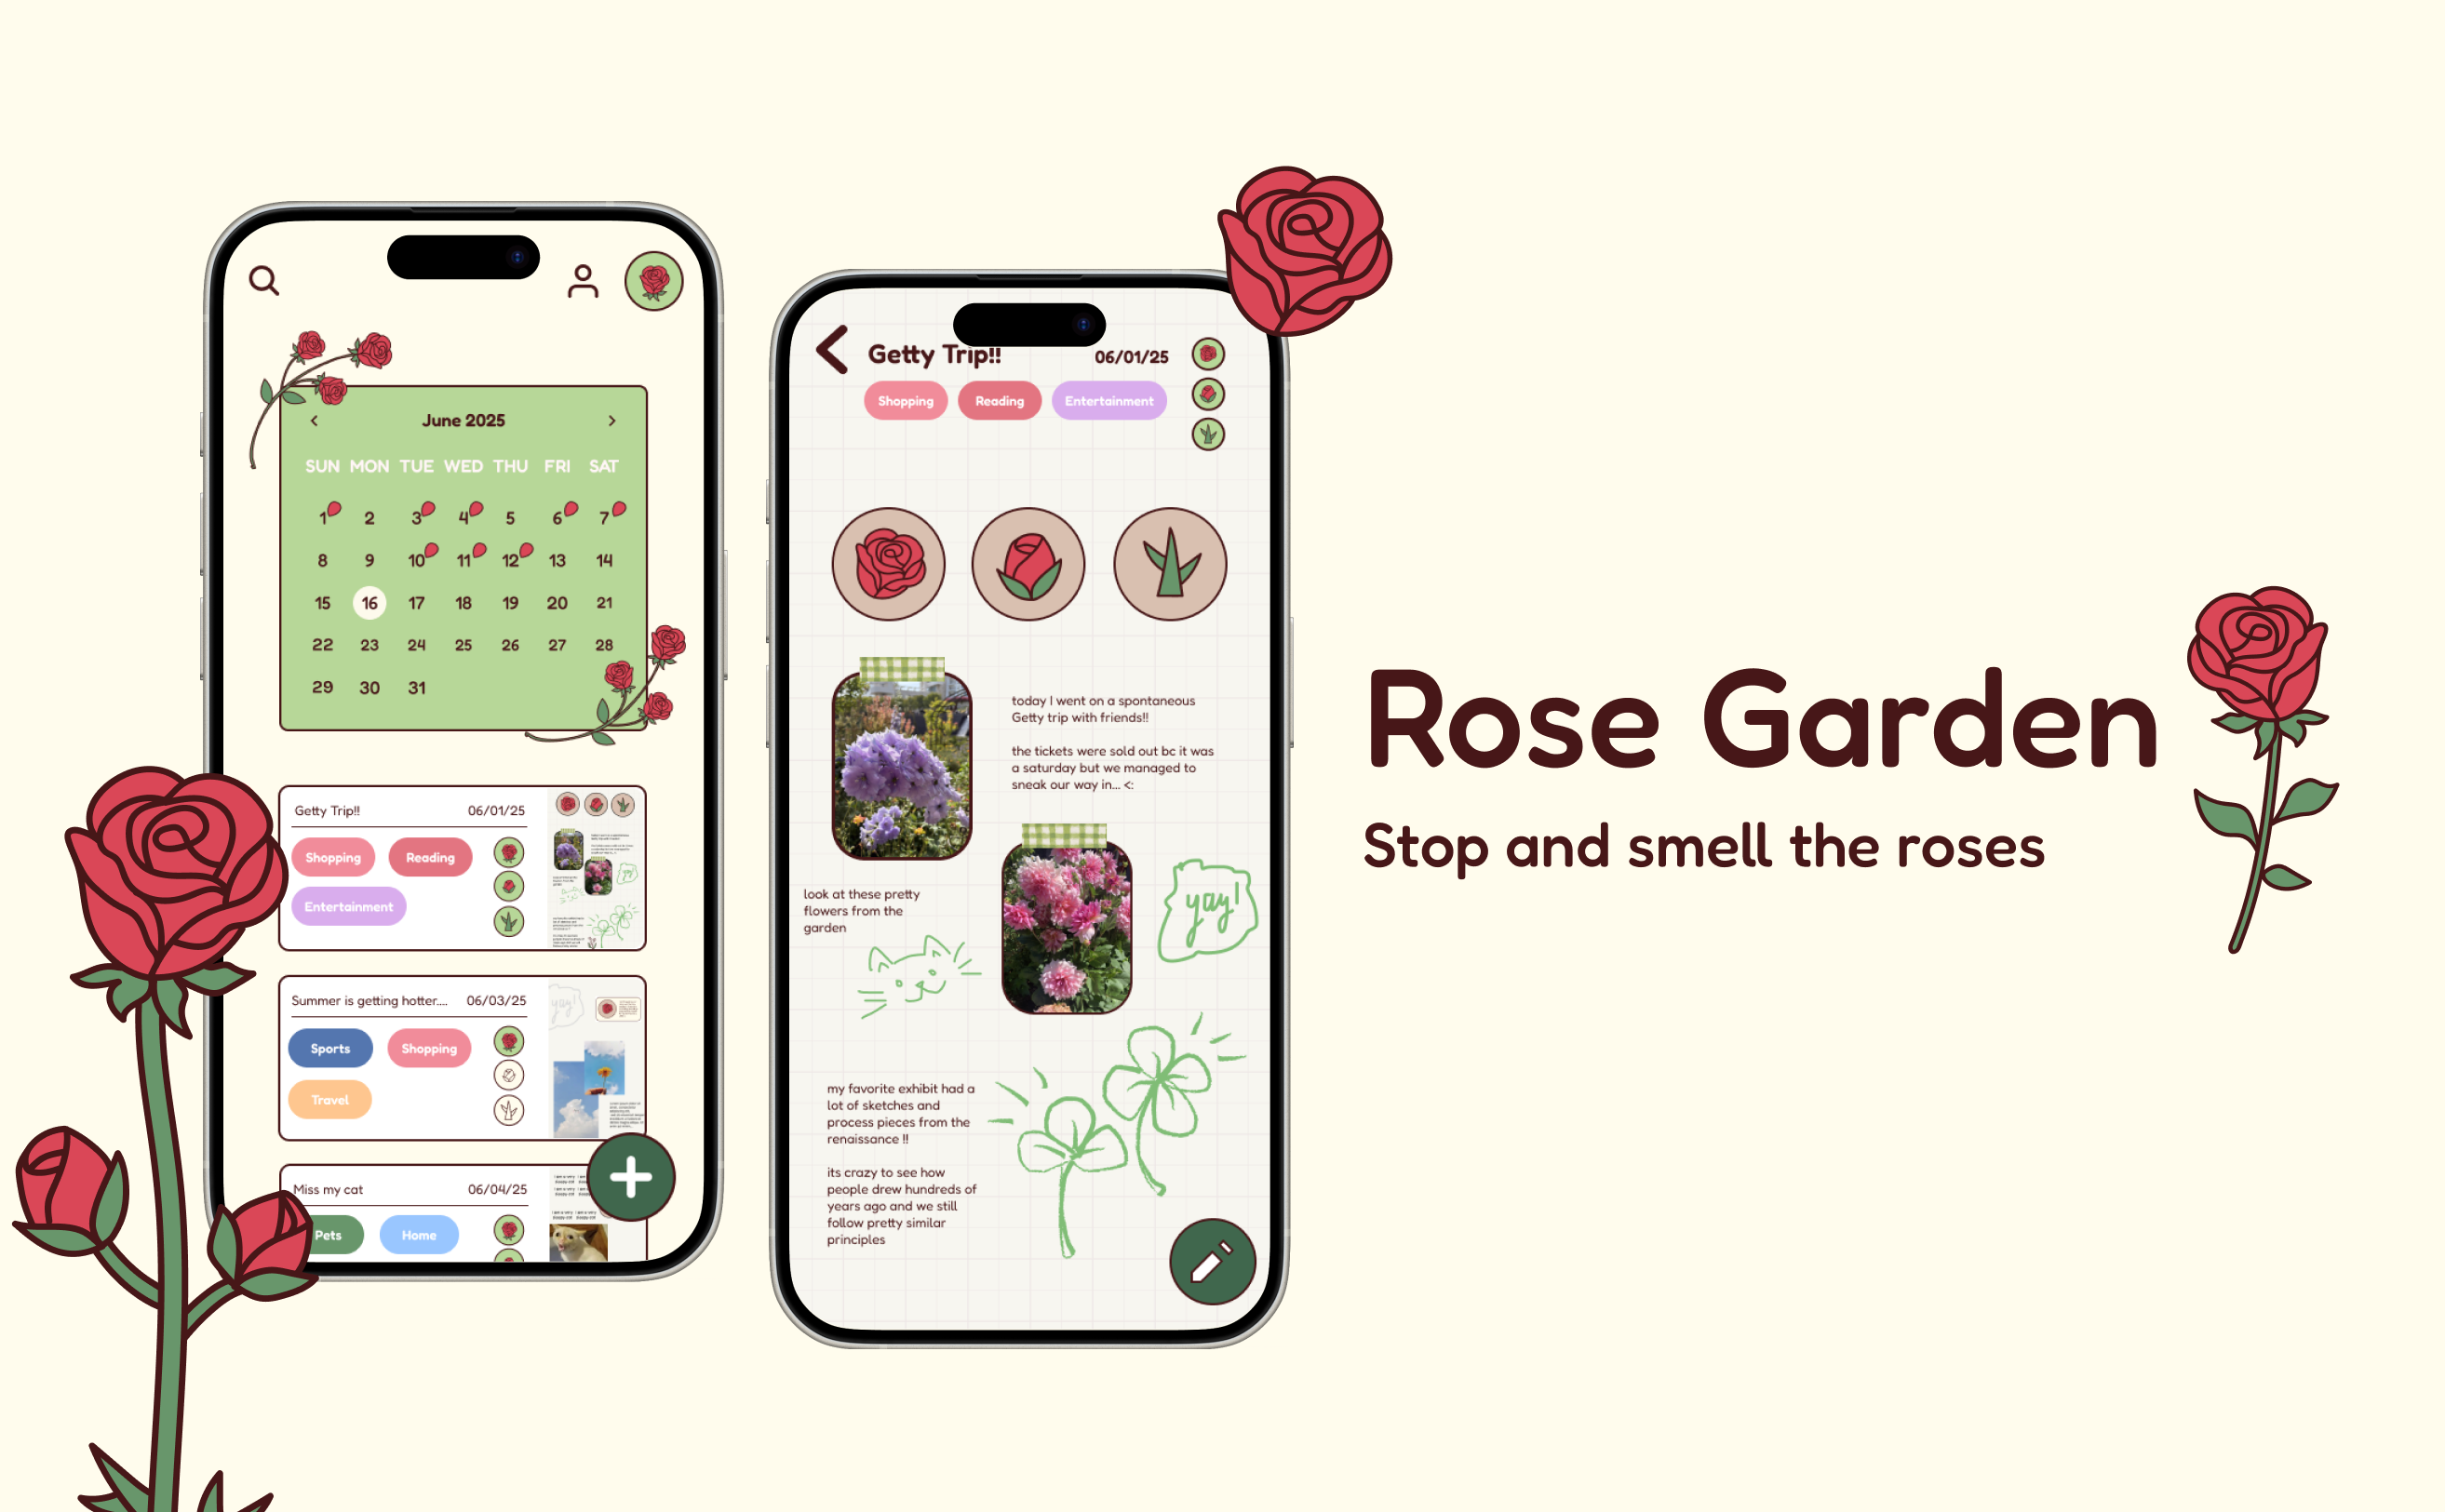 June 2025
SUN MON TUE WED THU FRI SAT
1 2 3 4 5 6 7
8 9 10 11 12 13 14
15 16 17 18 19 20 21
22 23 24 25 26 27 28
29 30 31
Getty Trip!! 06/01/25
Shopping Reading
Entertainment
Summer is getting hotter.... 06/03/25
yay!
Sports Shopping
Travel
Miss my cat 06/04/25
Pets Home
Getty Trip!! 06/01/25
Shopping Reading Entertainment
today I went on a spontaneous
Getty trip with friends!!
the tickets were sold out bc it was
a saturday but we managed to
sneak our way in... <:
look at these pretty
flowers from the
garden
yay!
my favorite exhibit had a
lot of sketches and
process pieces from the
renaissance !!
its crazy to see how
people drew hundreds of
years ago and we still
follow pretty similar
principles
Rose Garden
Stop and smell the roses